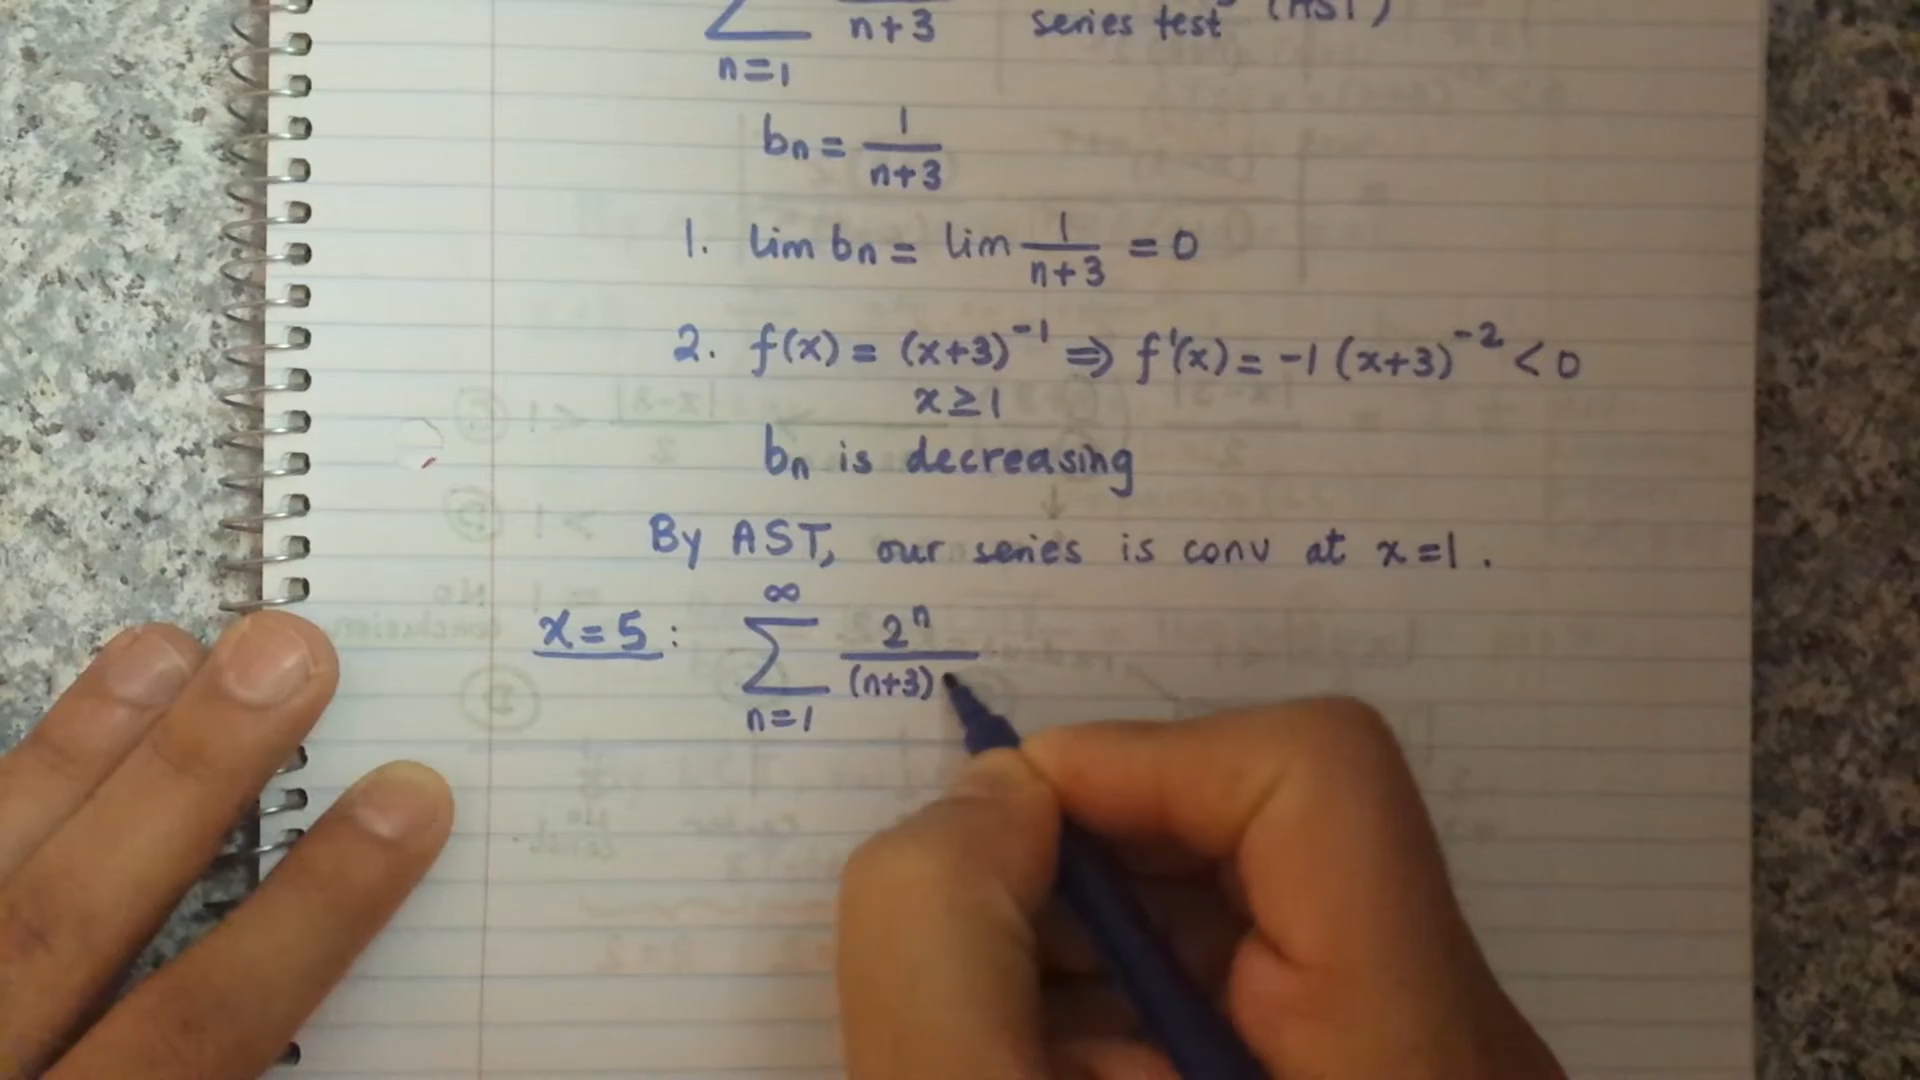 ∑ n+3 series test (AST)
n=1
bn = 1/(n+3)
1. lim bn = lim 1/(n+3) = 0
2. f(x) = (x+3)^-1 ⇒ f'(x) = -1 (x+3)^-2 < 0
x ≥ 1
bn is decreasing
By AST, our series is conv at x=1.
x=5: ∑_{n=1}^{∞} 2^n/(n+3)